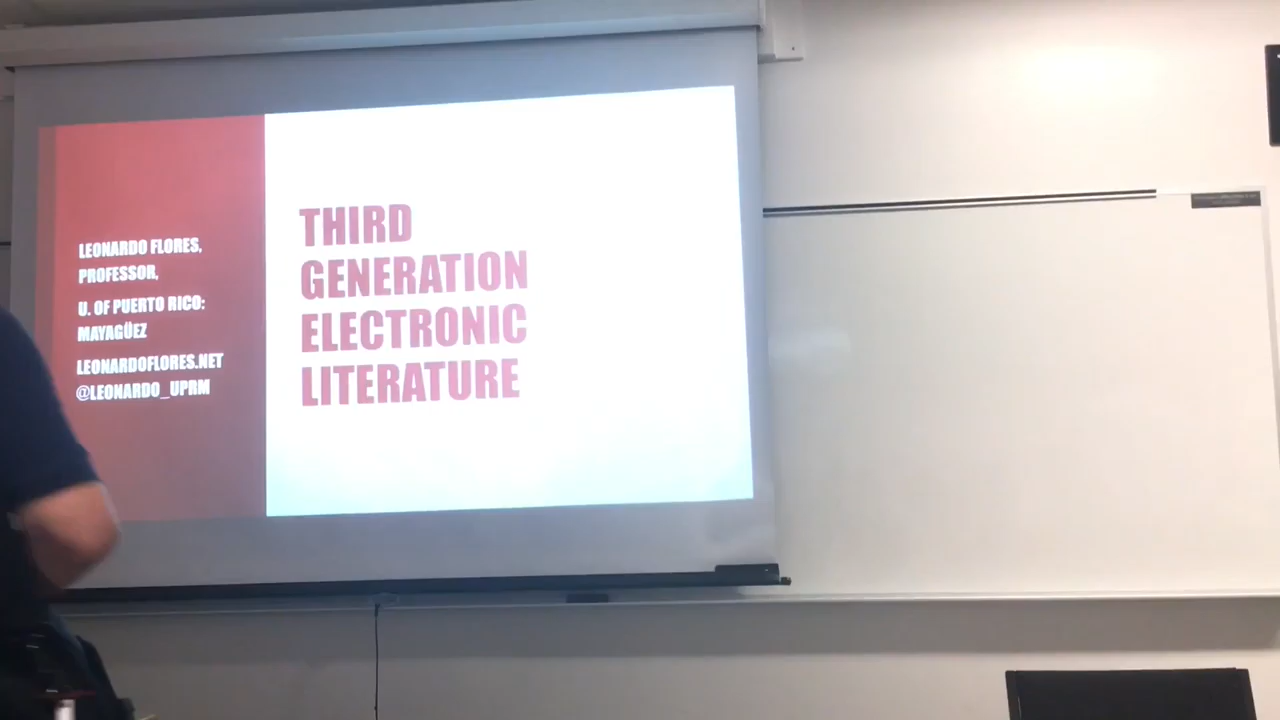 LEONARDO FLORES,
PROFESSOR,
U. OF PUERTO RICO:
MAYAGÜEZ
LEONARDOFLORES.NET
@LEONARDO_UPRM
THIRD
GENERATION
ELECTRONIC
LITERATURE